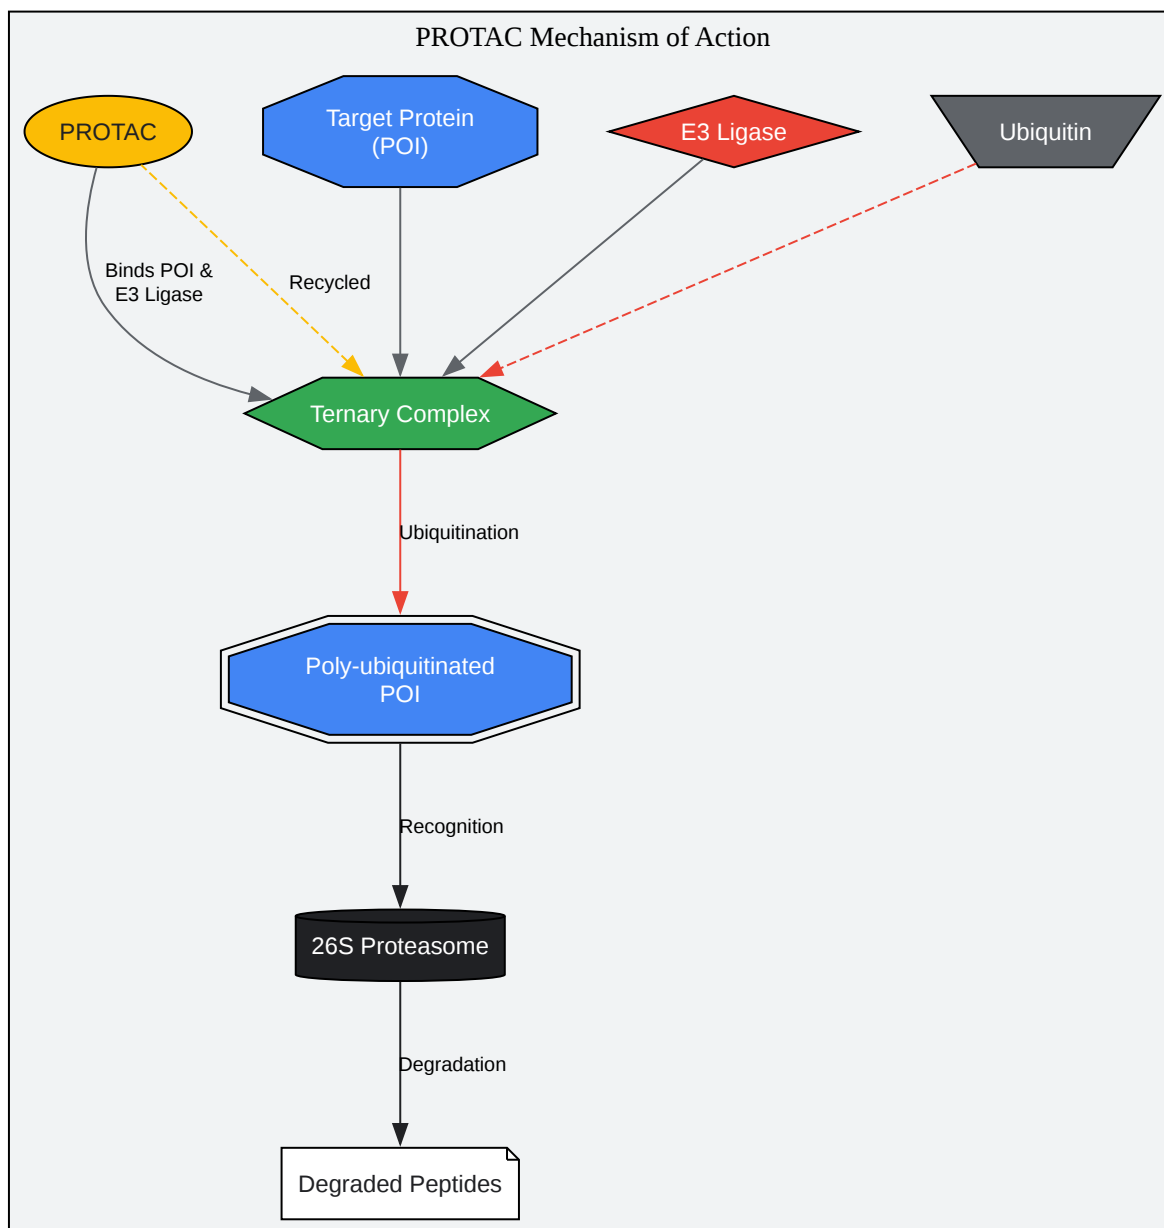 PROTAC Mechanism of Action
PROTAC
Target Protein
(POI)
E3 Ligase
Ubiquitin
Binds POI &
E3 Ligase
Recycled
Ternary Complex
Ubiquitination
Poly-ubiquitinated
POI
Recognition
26S Proteasome
Degradation
Degraded Peptides